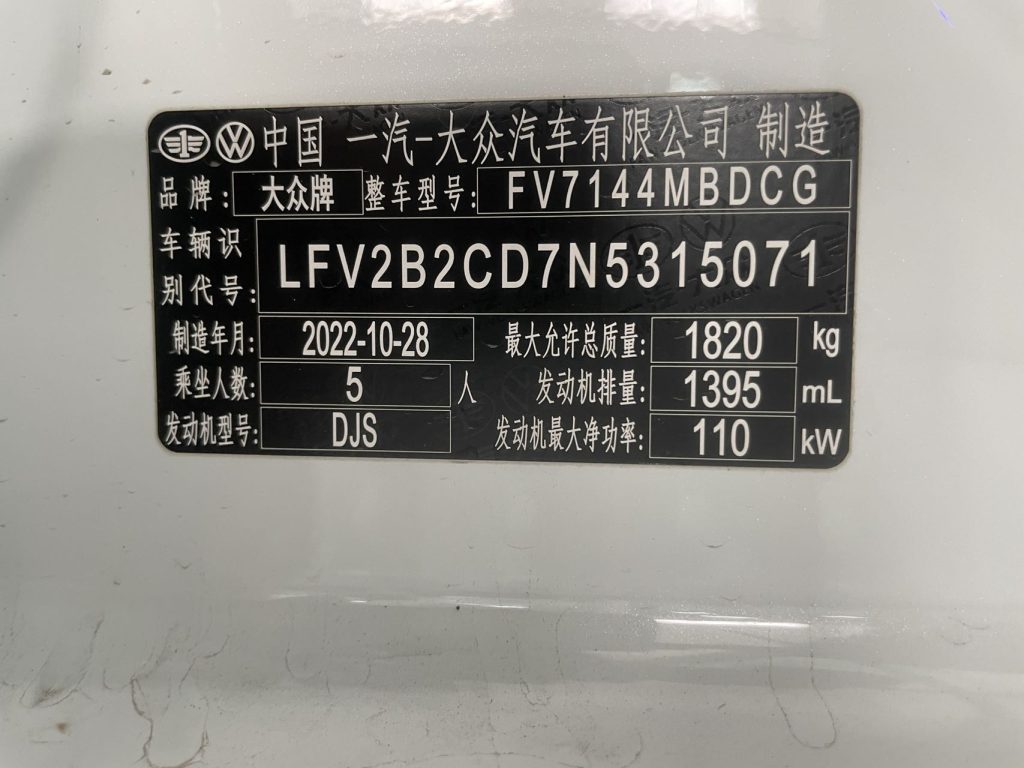 中国 一汽-大众汽车有限公司 制造
品牌: 大众牌 整车型号: FV7144MBDCG
车辆识别代号: LFV2B2CD7N5315071
制造年月: 2022-10-28 最大允许总质量: 1820 kg
乘坐人数: 5 人 发动机排量: 1395 mL
发动机型号: DJS 发动机最大净功率: 110 kW